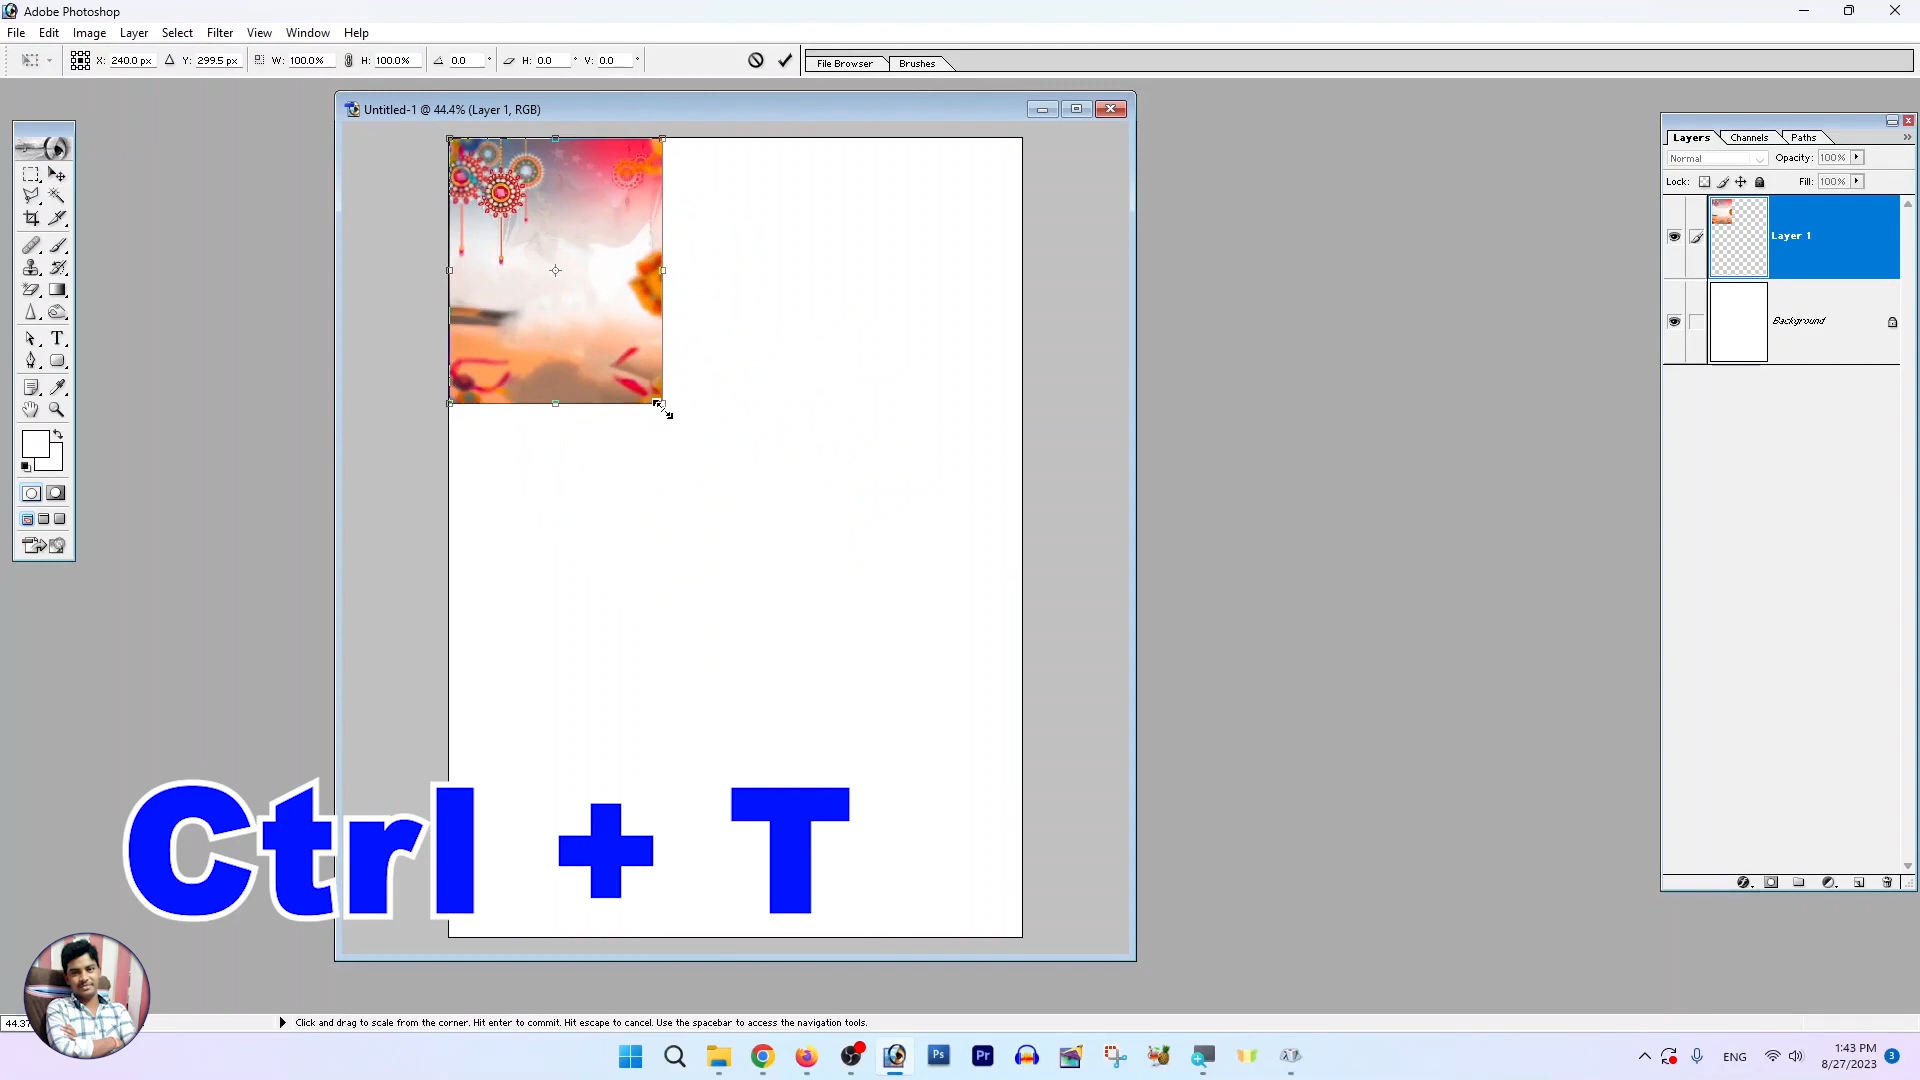 Adobe Photoshop
File Edit Image Layer Select Filter View Window Help
X: 240.0 px Y: 299.5 px W: 100.0% H: 100.0% 0.0 ° H: 0.0 ° V: 0.0 °
File Browser Brushes
Untitled-1 @ 44.4% (Layer 1, RGB)
Layers Channels Paths
Normal Opacity: 100%
Lock: Fill: 100%
Layer 1
Background
Ctrl + T
Click and drag to scale from the corner. Hit enter to commit. Hit escape to cancel. Use the spacebar to access the navigation tools.
Ps Pr
ENG
1:43 PM
8/27/2023
3